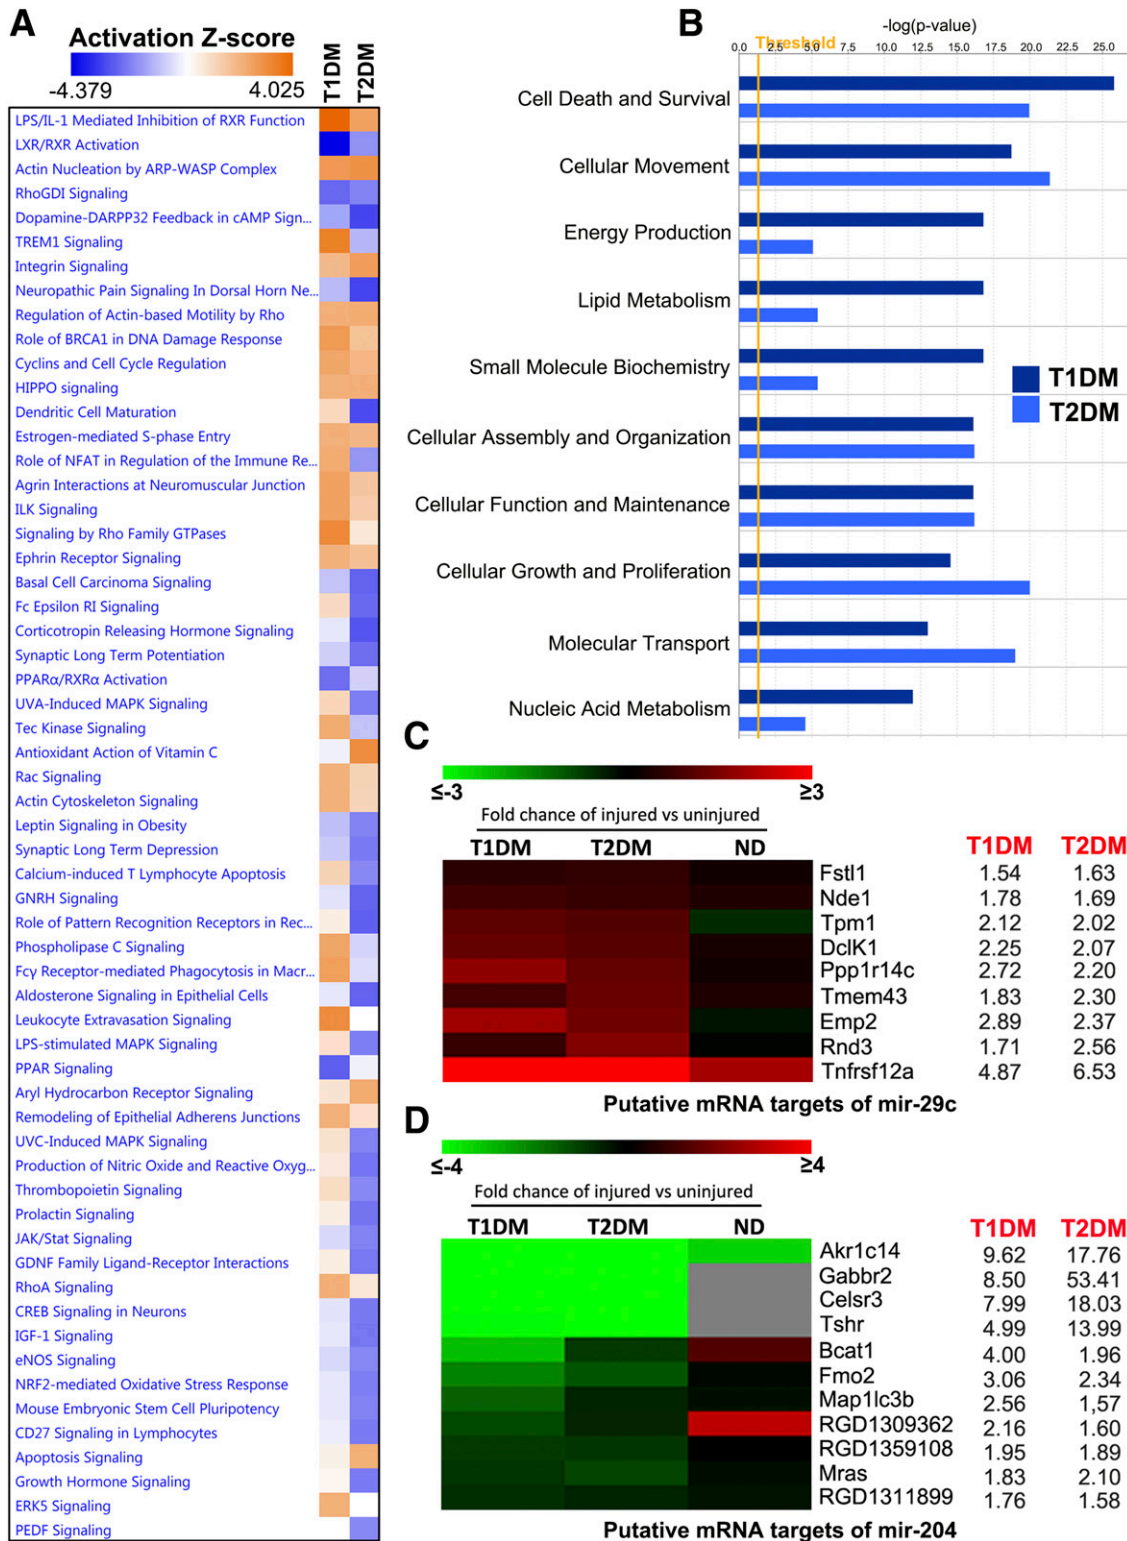 A
Activation Z-score
-4.379
4.025
T1DM
T2DM
LPS/IL-1 Mediated Inhibition of RXR Function
LXR/RXR Activation
Actin Nucleation by ARP-WASP Complex
RhoGDI Signaling
Dopamine-DARPP32 Feedback in cAMP Sign...
TREM1 Signaling
Integrin Signaling
Neuropathic Pain Signaling In Dorsal Horn Ne...
Regulation of Actin-based Motility by Rho
Role of BRCA1 in DNA Damage Response
Cyclins and Cell Cycle Regulation
HIPPO signaling
Dendritic Cell Maturation
Estrogen-mediated S-phase Entry
Role of NFAT in Regulation of the Immune Re...
Agrin Interactions at Neuromuscular Junction
ILK Signaling
Signaling by Rho Family GTPases
Ephrin Receptor Signaling
Basal Cell Carcinoma Signaling
Fc Epsilon RI Signaling
Corticotropin Releasing Hormone Signaling
Synaptic Long Term Potentiation
PPARα/RXRα Activation
UVA-Induced MAPK Signaling
Tec Kinase Signaling
Antioxidant Action of Vitamin C
Rac Signaling
Actin Cytoskeleton Signaling
Leptin Signaling in Obesity
Synaptic Long Term Depression
Calcium-induced T Lymphocyte Apoptosis
GNRH Signaling
Role of Pattern Recognition Receptors in Rec...
Phospholipase C Signaling
Fcγ Receptor-mediated Phagocytosis in Macr...
Aldosterone Signaling in Epithelial Cells
Leukocyte Extravasation Signaling
LPS-stimulated MAPK Signaling
PPAR Signaling
Aryl Hydrocarbon Receptor Signaling
Remodeling of Epithelial Adherens Junctions
UVC-Induced MAPK Signaling
Production of Nitric Oxide and Reactive Oxyg...
Thrombopoietin Signaling
Prolactin Signaling
JAK/Stat Signaling
GDNF Family Ligand-Receptor Interactions
RhoA Signaling
CREB Signaling in Neurons
IGF-1 Signaling
eNOS Signaling
NRF2-mediated Oxidative Stress Response
Mouse Embryonic Stem Cell Pluripotency
CD27 Signaling in Lymphocytes
Apoptosis Signaling
Growth Hormone Signaling
ERK5 Signaling
PEDF Signaling
B
-log(p-value)
Threshold
0.0 2.5 5.0 7.5 10.0 12.5 15.0 17.5 20.0 22.5 25.0
Cell Death and Survival
Cellular Movement
Energy Production
Lipid Metabolism
Small Molecule Biochemistry
Cellular Assembly and Organization
Cellular Function and Maintenance
Cellular Growth and Proliferation
Molecular Transport
Nucleic Acid Metabolism
T1DM
T2DM
C
≤-3 ≥3
Fold chance of injured vs uninjured
T1DM T2DM ND T1DM T2DM
Fstl1 1.54 1.63
Nde1 1.78 1.69
Tpm1 2.12 2.02
DclK1 2.25 2.07
Ppp1r14c 2.72 2.20
Tmem43 1.83 2.30
Emp2 2.89 2.37
Rnd3 1.71 2.56
Tnfrsf12a 4.87 6.53
Putative mRNA targets of mir-29c
D
≤-4 ≥4
Fold chance of injured vs uninjured
T1DM T2DM ND T1DM T2DM
Akr1c14 9.62 17.76
Gabbr2 8.50 53.41
Celsr3 7.99 18.03
Tshr 4.99 13.99
Bcat1 4.00 1.96
Fmo2 3.06 2.34
Map1lc3b 2.56 1,57
RGD1309362 2.16 1.60
RGD1359108 1.95 1.89
Mras 1.83 2.10
RGD1311899 1.76 1.58
Putative mRNA targets of mir-204